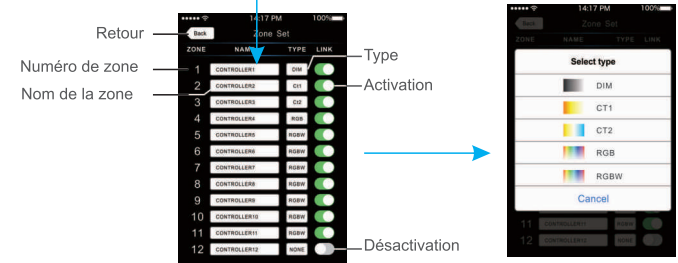 14:17 PM 100%
Back Zone Set
ZONE NAME TYPE LINK
1 CONTROLLER1 DIM
2 CONTROLLER2 Ct1
3 CONTROLLER3 Ct2
4 CONTROLLER4 RGB
5 CONTROLLER5 RGBW
6 CONTROLLER6 RGBW
7 CONTROLLER7 RGBW
8 CONTROLLER8 RGBW
9 CONTROLLER9 RGBW
10 CONTROLLER10 RGBW
11 CONTROLLER11 RGBW
12 CONTROLLER12 NONE
Retour
Numéro de zone
Nom de la zone
Type
Activation
Désactivation
14:17 PM 100%
Back Zone Set
ZONE NAME TYPE LINK
Select type
DIM
CT1
CT2
RGB
RGBW
Cancel
11 CONTROLLER11 RGBW
12 CONTROLLER12 NONE